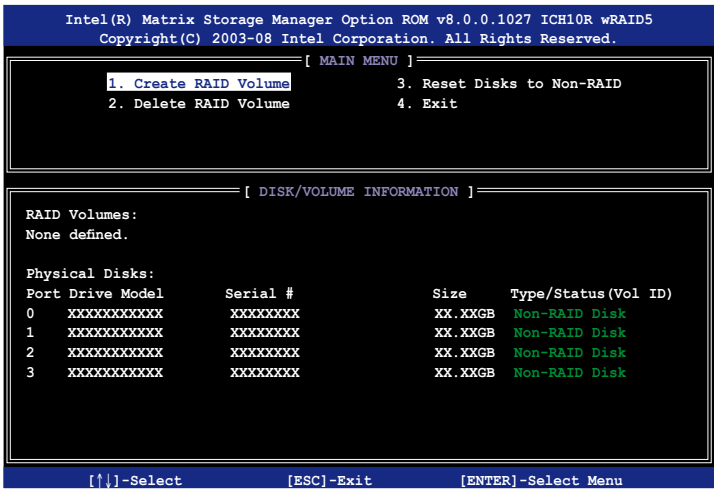 Intel(R) Matrix Storage Manager Option ROM v8.0.0.1027 ICH10R wRAID5
Copyright(C) 2003-08 Intel Corporation. All Rights Reserved.
[ MAIN MENU ]
1. Create RAID Volume 3. Reset Disks to Non-RAID
2. Delete RAID Volume 4. Exit
[ DISK/VOLUME INFORMATION ]
RAID Volumes:
None defined.
Physical Disks:
Port Drive Model Serial # Size Type/Status(Vol ID)
0 XXXXXXXXXXX XXXXXXXX XX.XXGB Non-RAID Disk
1 XXXXXXXXXXX XXXXXXXX XX.XXGB Non-RAID Disk
2 XXXXXXXXXXX XXXXXXXX XX.XXGB Non-RAID Disk
3 XXXXXXXXXXX XXXXXXXX XX.XXGB Non-RAID Disk
[↑↓]-Select [ESC]-Exit [ENTER]-Select Menu